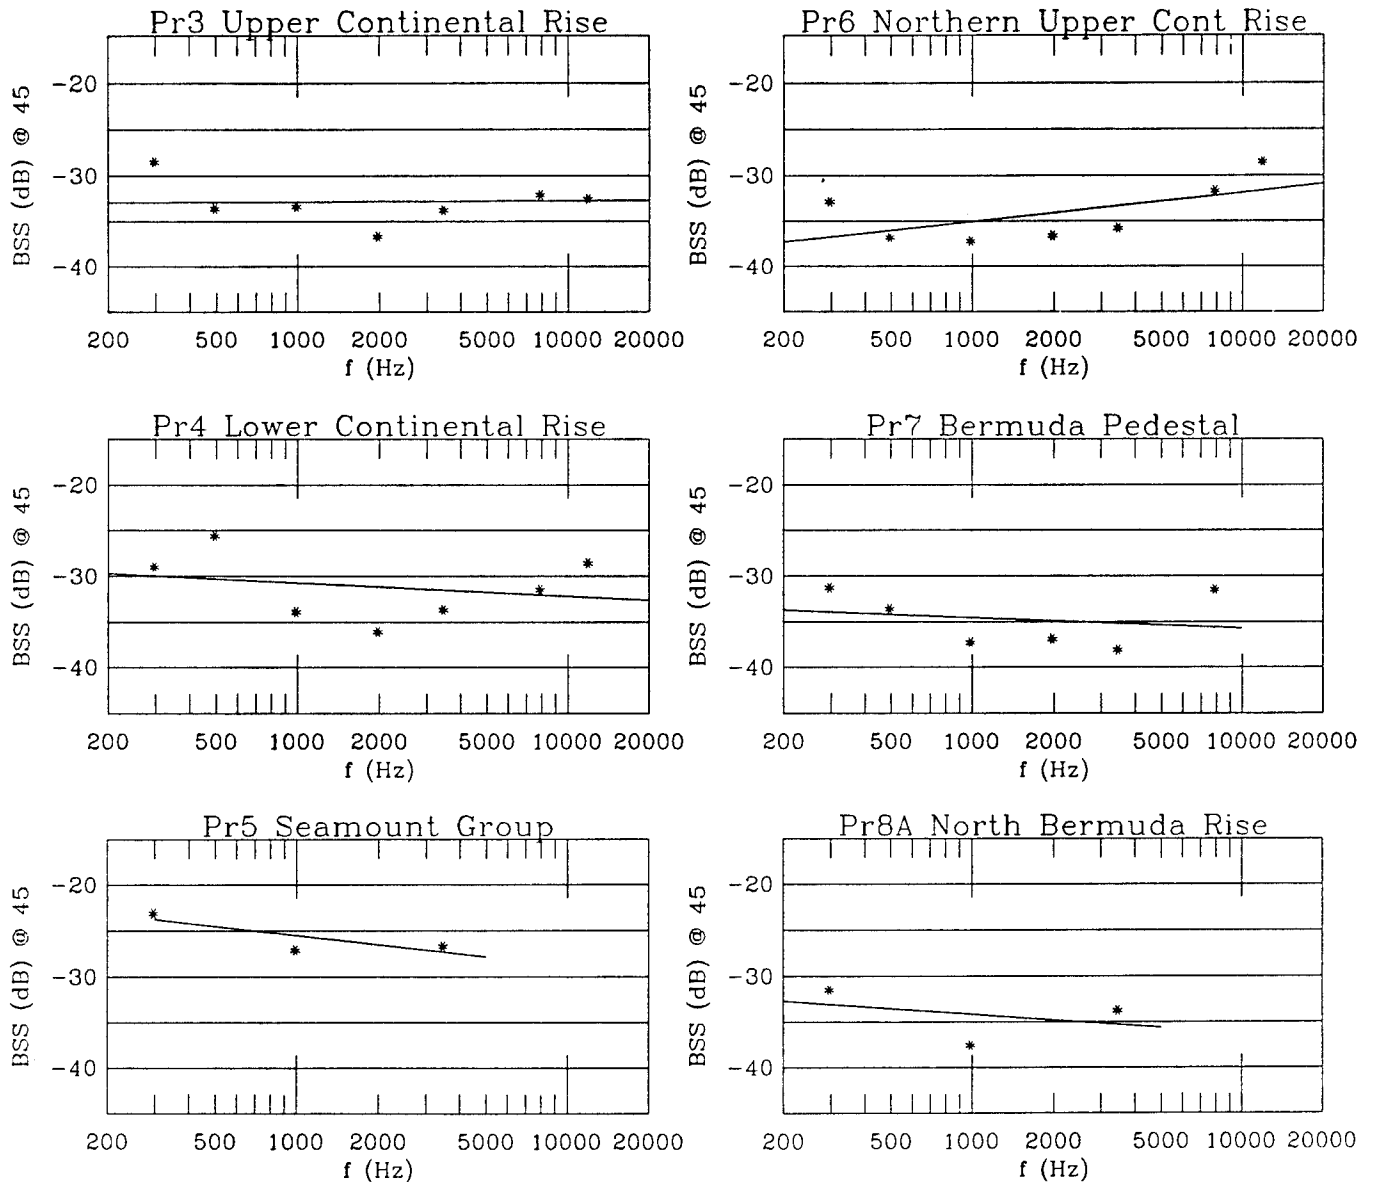 Pr3 Upper Continental Rise
BSS (dB) @ 45
-20
-30
-40
200 500 1000 2000 5000 10000 20000
f (Hz)
Pr6 Northern Upper Cont Rise
BSS (dB) @ 45
-20
-30
-40
200 500 1000 2000 5000 10000 20000
f (Hz)
Pr4 Lower Continental Rise
BSS (dB) @ 45
-20
-30
-40
200 500 1000 2000 5000 10000 20000
f (Hz)
Pr7 Bermuda Pedestal
BSS (dB) @ 45
-20
-30
-40
200 500 1000 2000 5000 10000 20000
f (Hz)
Pr5 Seamount Group
BSS (dB) @ 45
-20
-30
-40
200 500 1000 2000 5000 10000 20000
f (Hz)
Pr8A North Bermuda Rise
BSS (dB) @ 45
-20
-30
-40
200 500 1000 2000 5000 10000 20000
f (Hz)